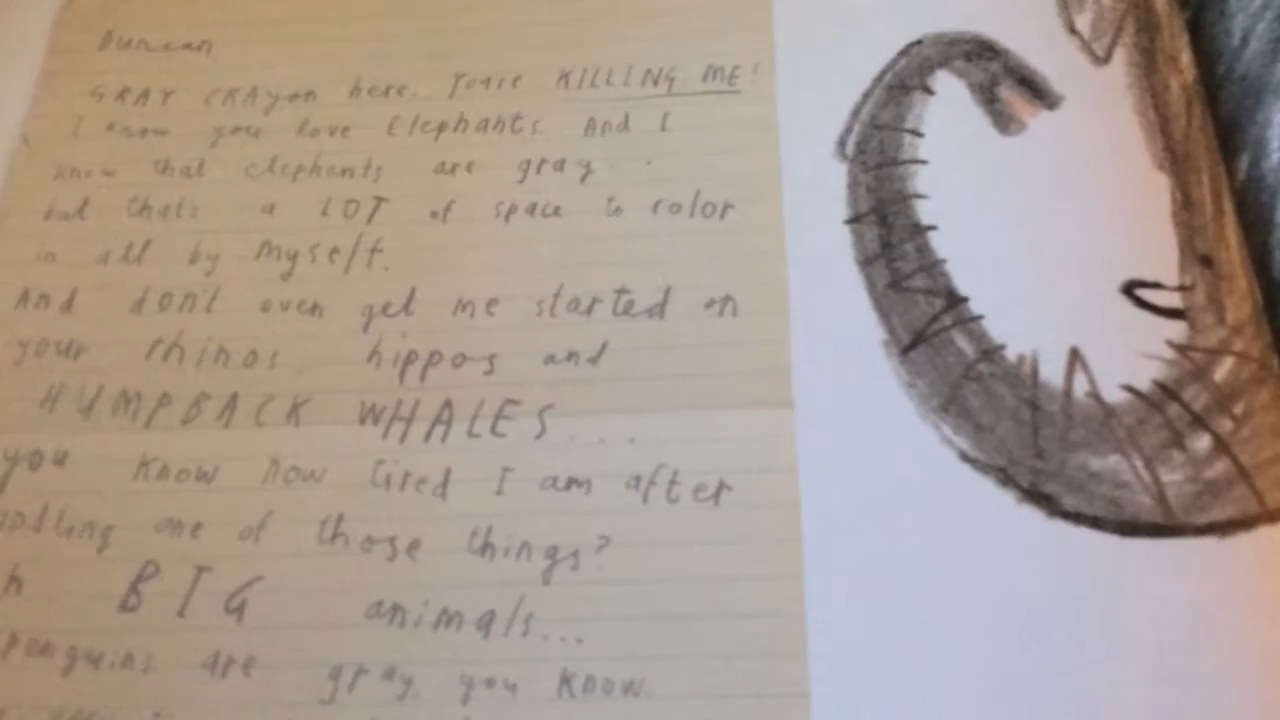 Duncan
GRAY CRAYON here. You're KILLING ME!
I know you love Elephants. And I
know that elephants are gray..
but that's a LOT of space to color
in all by myself.
And don't even get me started on
your rhinos, hippos and
HUMPBACK WHALES...
you know how tired I am after
one of those things?
BIG animals...
penguins are gray, you know.